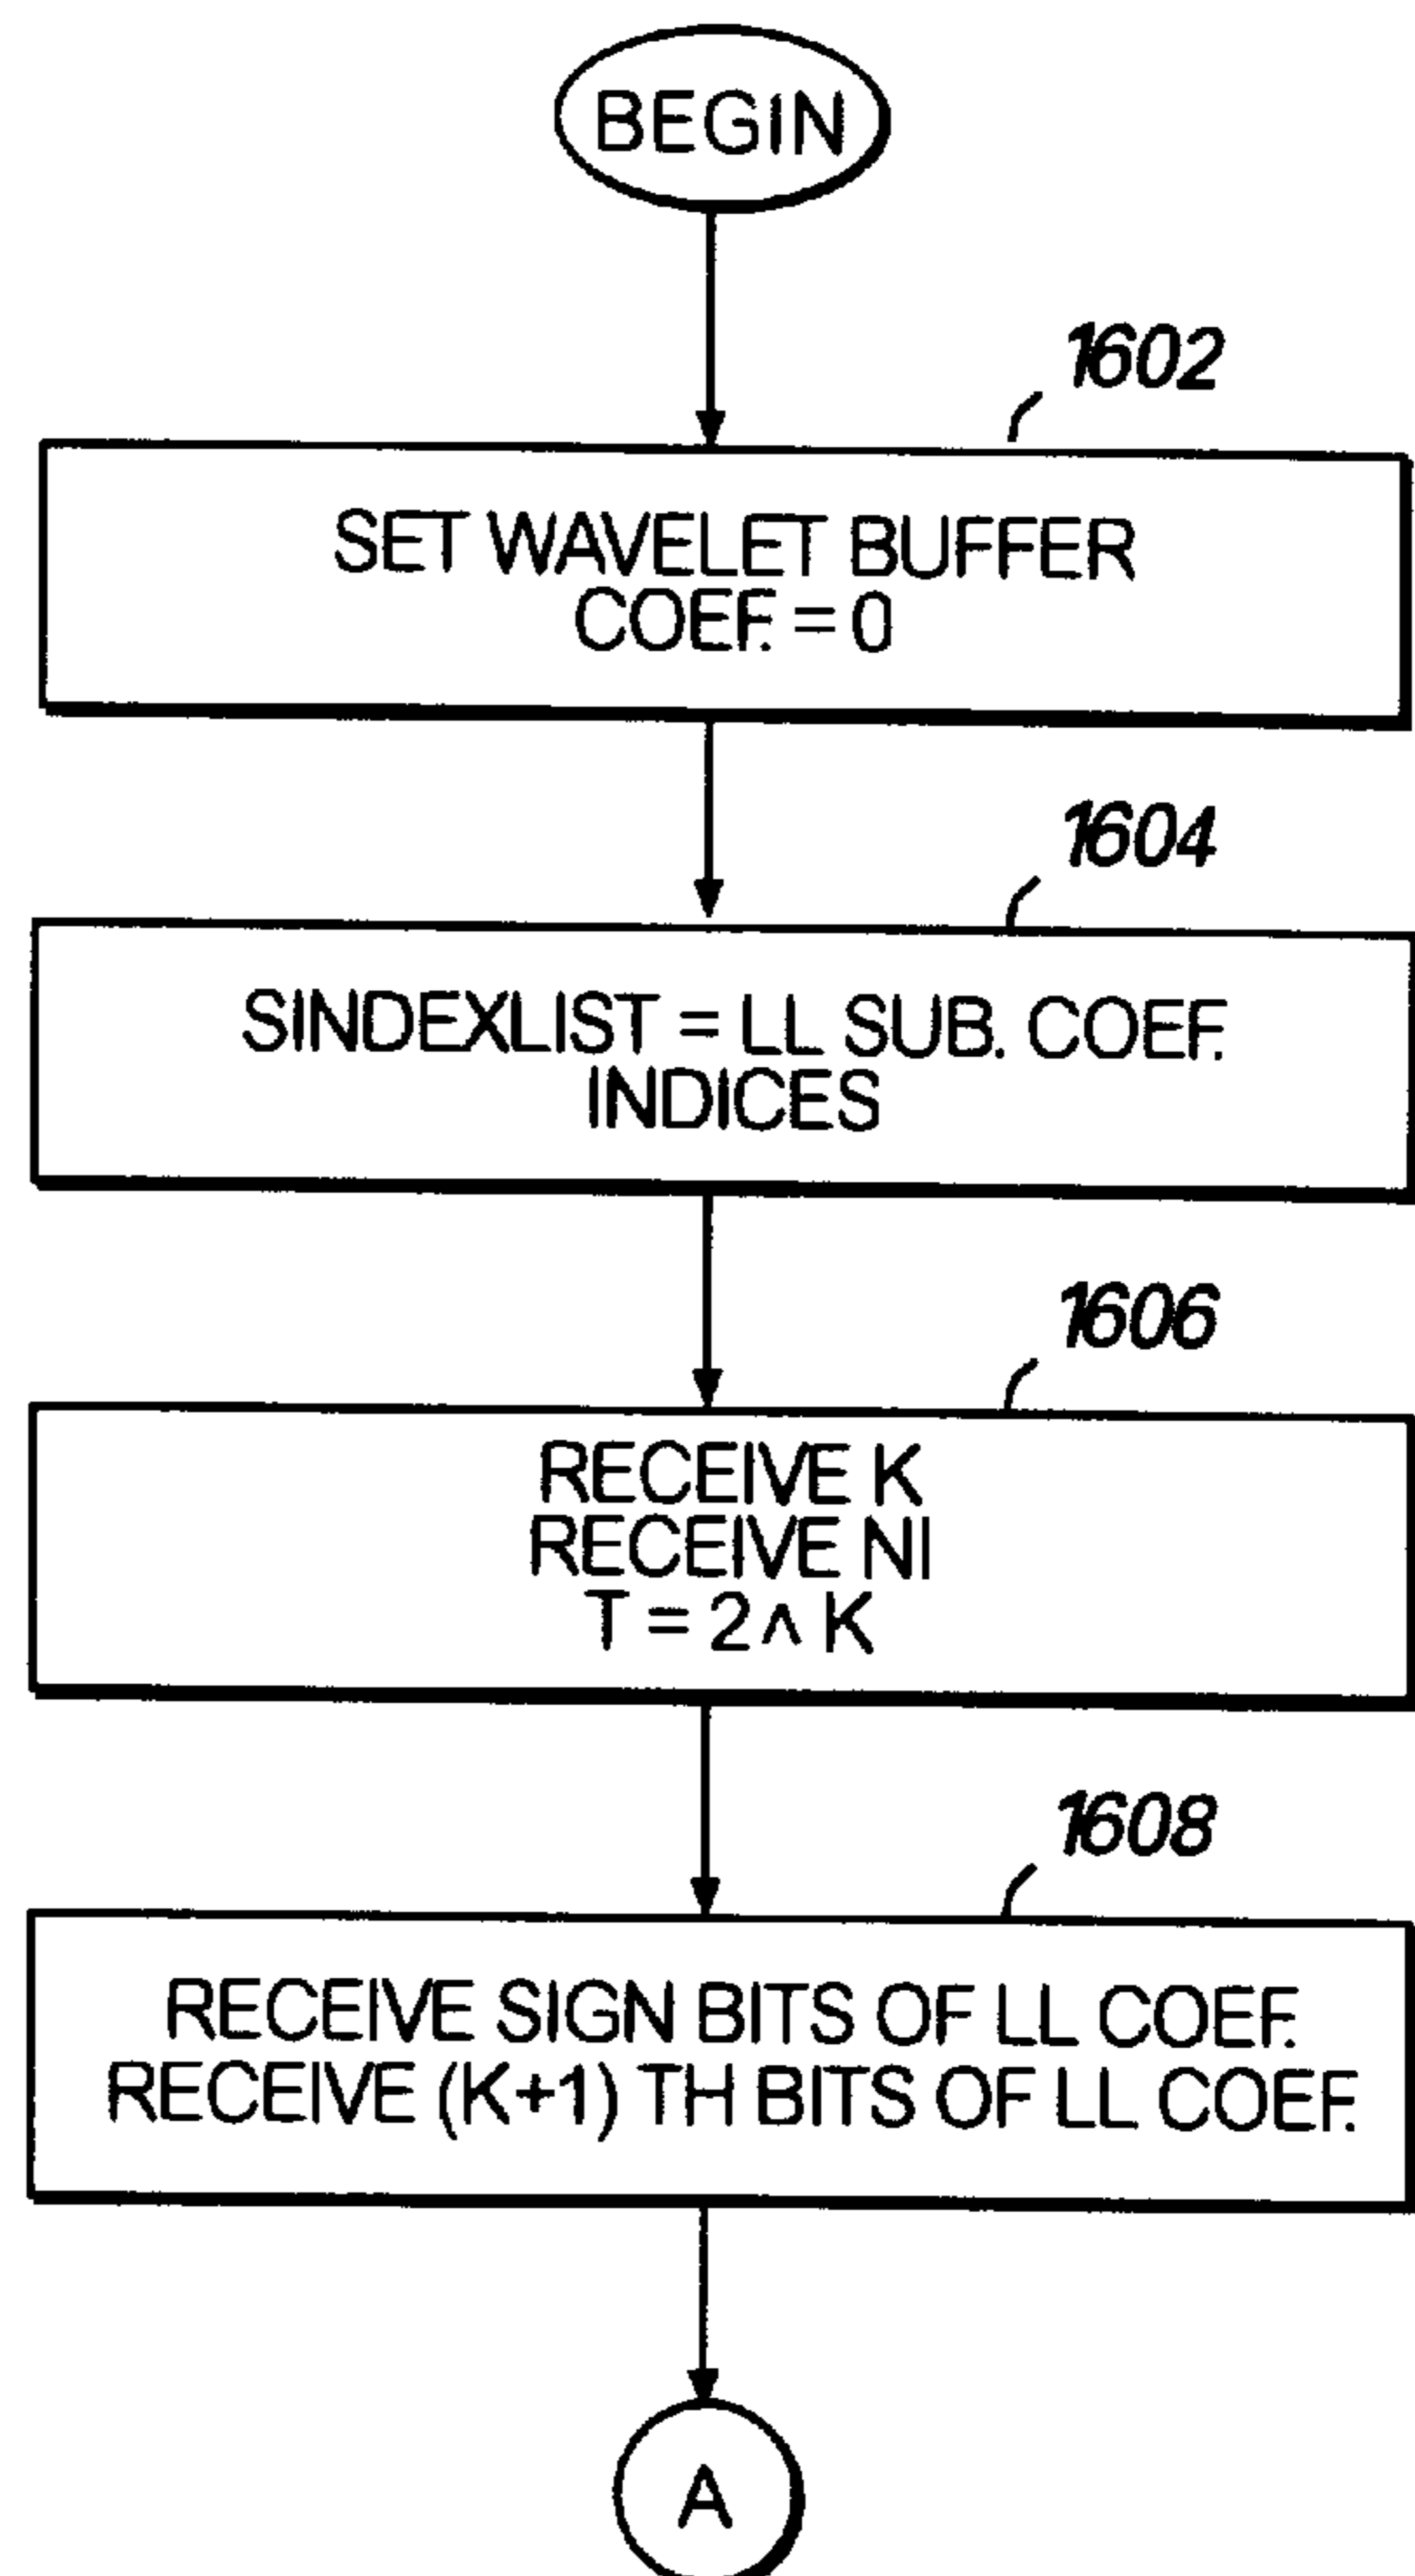 BEGIN
1602
SET WAVELET BUFFER
COEF. = 0
1604
SINDEXLIST = LL SUB. COEF.
INDICES
1606
RECEIVE K
RECEIVE NI
T = 2 ^ K
1608
RECEIVE SIGN BITS OF LL COEF.
RECEIVE (K+1) TH BITS OF LL COEF.
A